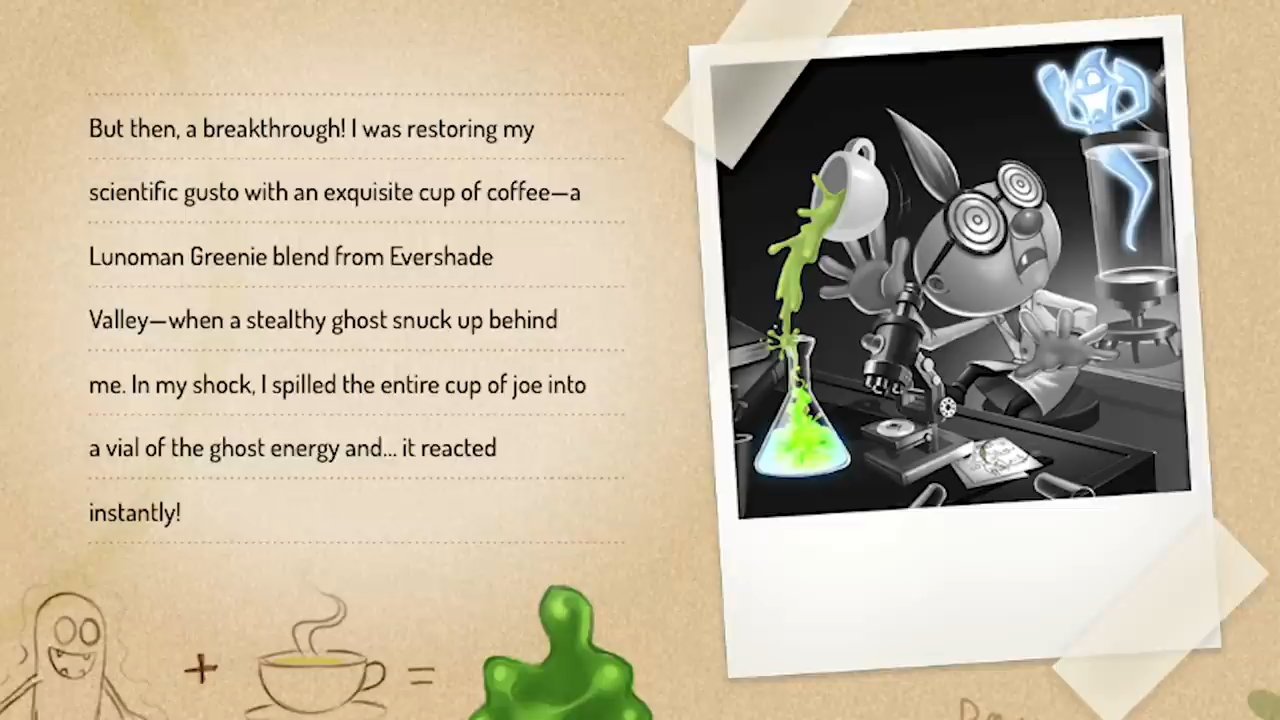 But then, a breakthrough! I was restoring my
scientific gusto with an exquisite cup of coffee—a
Lunoman Greenie blend from Evershade
Valley—when a stealthy ghost snuck up behind
me. In my shock, I spilled the entire cup of joe into
a vial of the ghost energy and... it reacted
instantly!
+ =